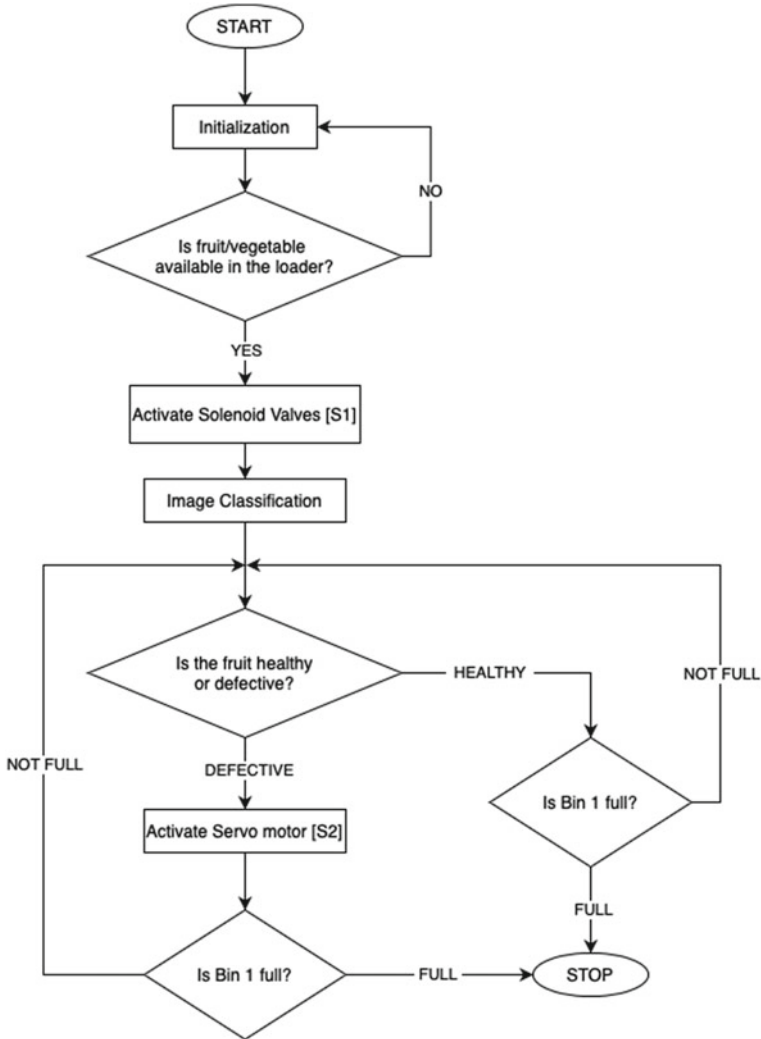 START
Initialization
NO
Is fruit/vegetable
available in the loader?
YES
Activate Solenoid Valves [S1]
Image Classification
Is the fruit healthy
or defective?
HEALTHY
NOT FULL
NOT FULL
DEFECTIVE
Is Bin 1 full?
Activate Servo motor [S2]
FULL
Is Bin 1 full?
FULL
STOP